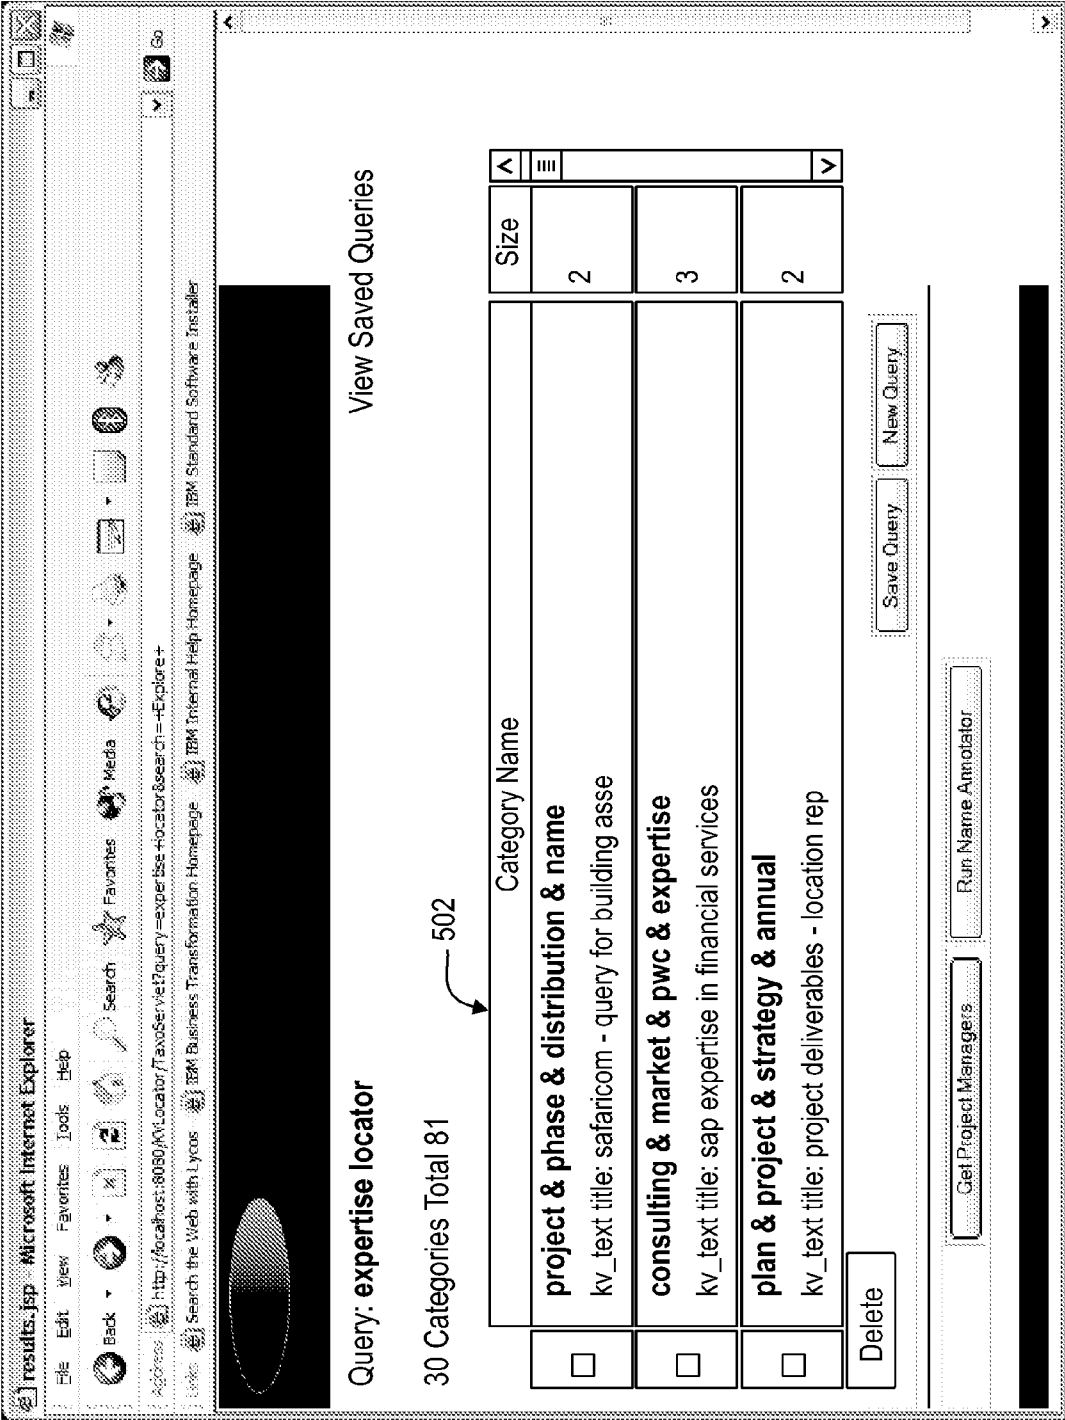 results.jsp - Microsoft Internet Explorer
File Edit View Favorites Tools Help
Back Search Favorites Media
Address http://localhost:8080/KVLocator/TaxoServlet?query=expertise+locator&search=+Explore+ Go
Links Search the Web with Lycos IBM Business Transformation Homepage IBM Internal Help Homepage IBM Standard Software Installer
Query: expertise locator View Saved Queries
30 Categories Total 81
502
Category Name Size
project & phase & distribution & name
kv_text title: safaricom - query for building asse 2
consulting & market & pwc & expertise
kv_text title: sap expertise in financial services 3
plan & project & strategy & annual
kv_text title: project deliverables - location rep 2
Delete
Save Query New Query
Get Project Managers Run Name Annotator